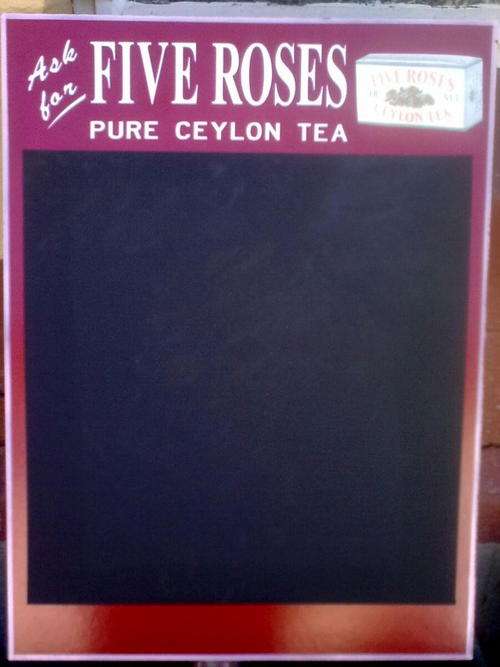 Ask for FIVE ROSES
PURE CEYLON TEA
FIVE ROSES
CEYLON TEA